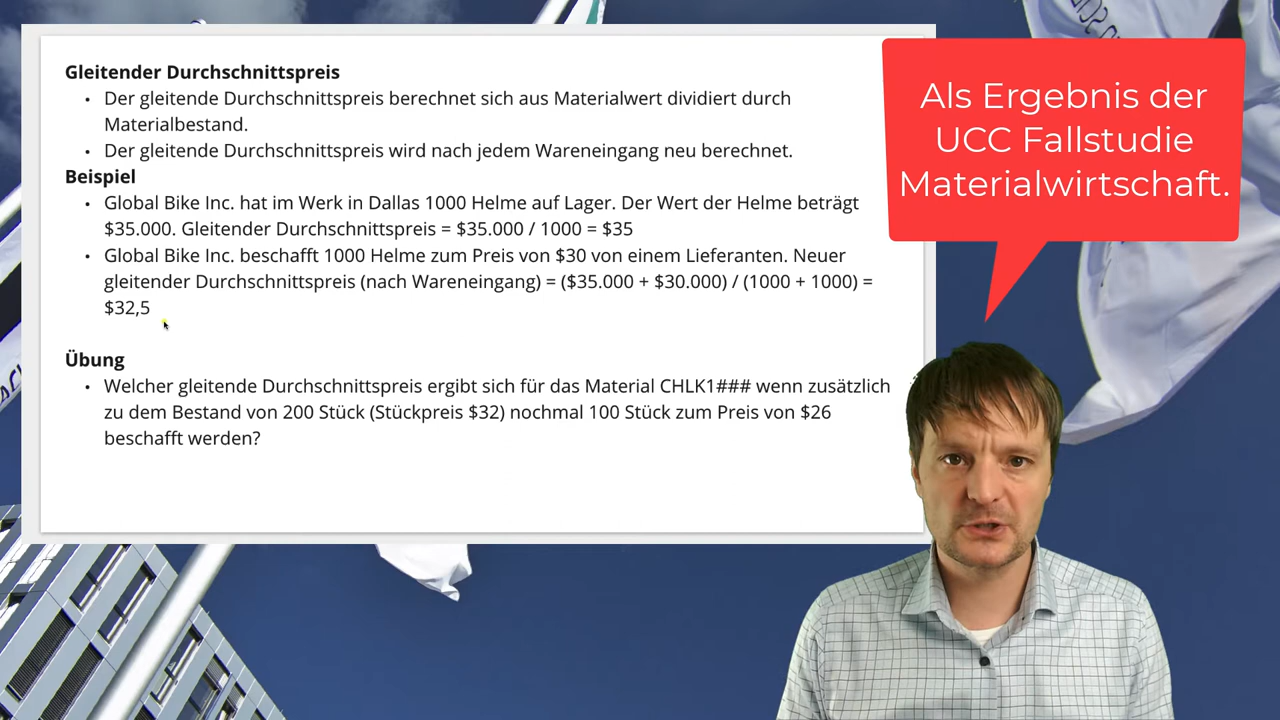 Gleitender Durchschnittspreis
• Der gleitende Durchschnittspreis berechnet sich aus Materialwert dividiert durch
Materialbestand.
• Der gleitende Durchschnittspreis wird nach jedem Wareneingang neu berechnet.
Beispiel
• Global Bike Inc. hat im Werk in Dallas 1000 Helme auf Lager. Der Wert der Helme beträgt
$35.000. Gleitender Durchschnittspreis = $35.000 / 1000 = $35
• Global Bike Inc. beschafft 1000 Helme zum Preis von $30 von einem Lieferanten. Neuer
gleitender Durchschnittspreis (nach Wareneingang) = ($35.000 + $30.000) / (1000 + 1000) =
$32,5
Übung
• Welcher gleitende Durchschnittspreis ergibt sich für das Material CHLK1### wenn zusätzlich
zu dem Bestand von 200 Stück (Stückpreis $32) nochmal 100 Stück zum Preis von $26
beschafft werden?
Als Ergebnis der
UCC Fallstudie
Materialwirtschaft.